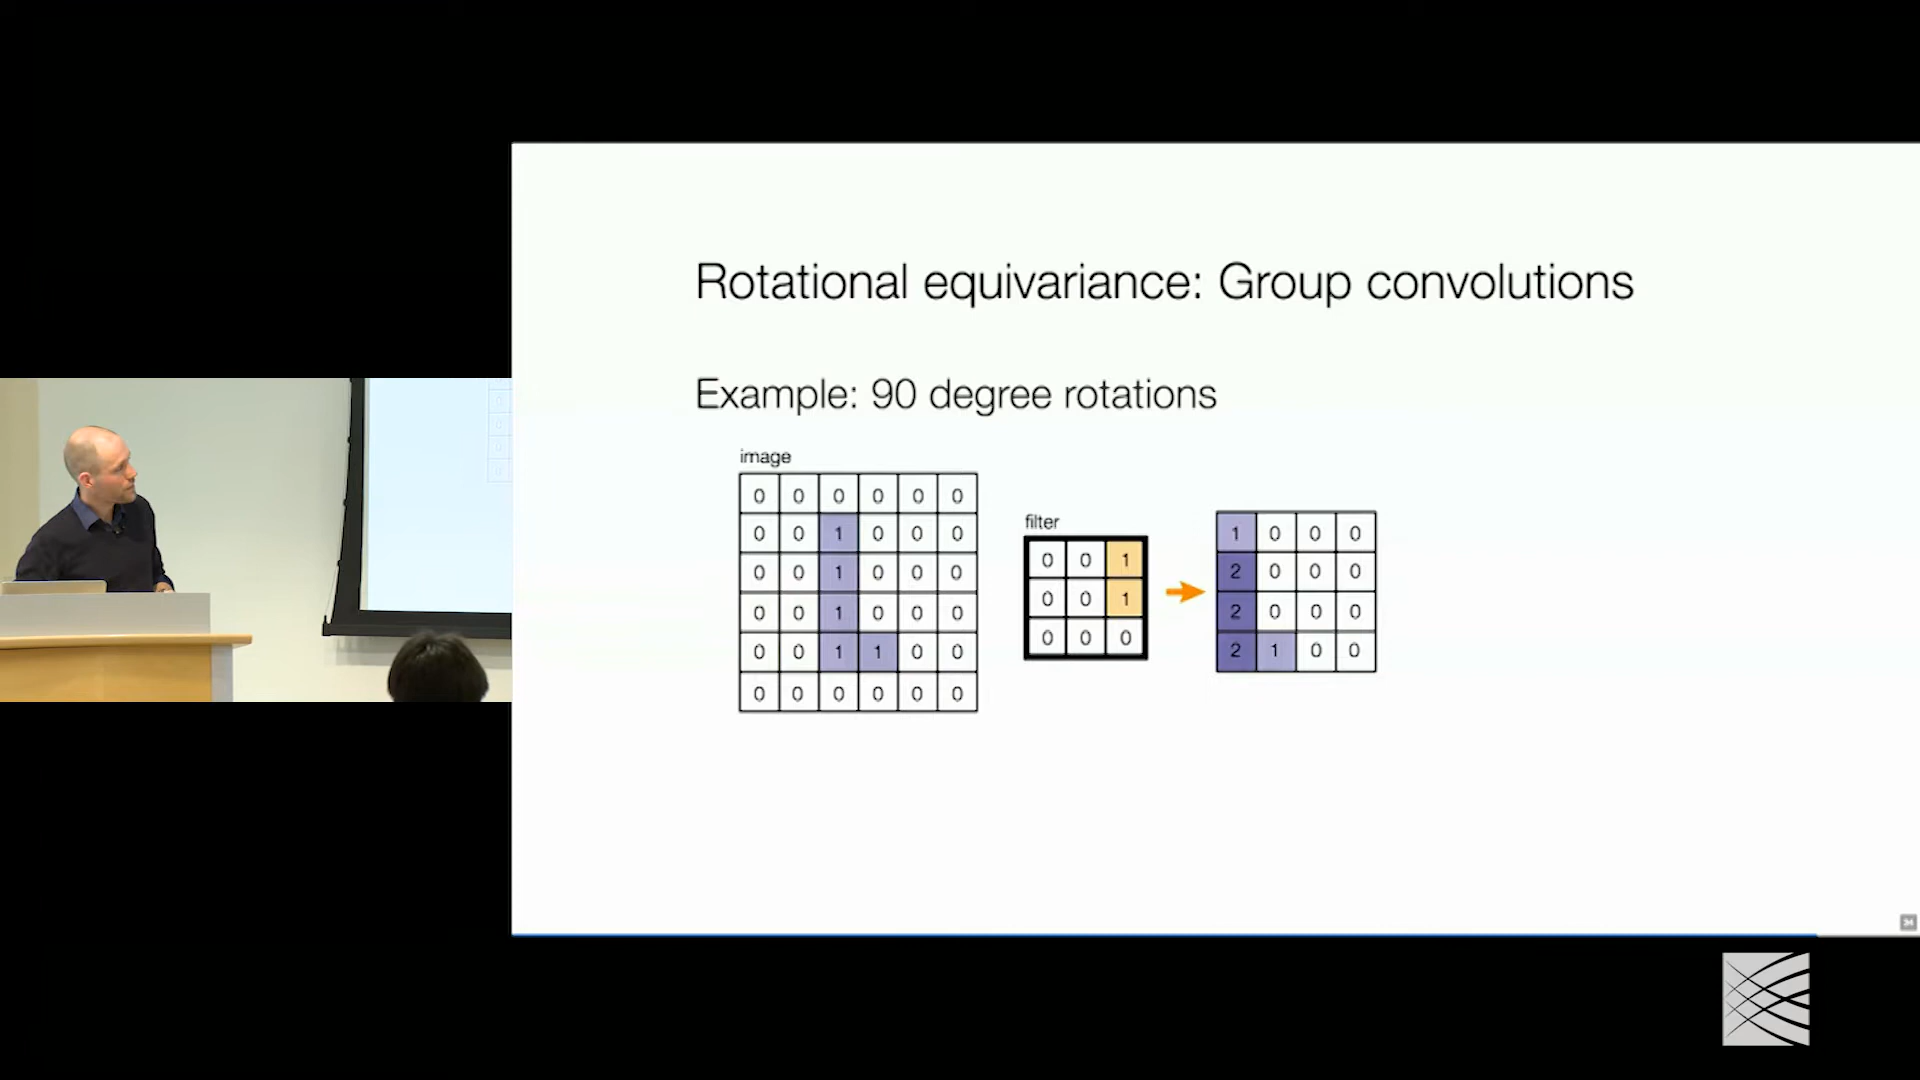 Rotational equivariance: Group convolutions
Example: 90 degree rotations
image
0 0 0 0 0 0
0 0 1 0 0 0
0 0 1 0 0 0
0 0 1 0 0 0
0 0 1 1 0 0
0 0 0 0 0 0
filter
0 0 1
0 0 1
0 0 0
1 0 0 0
2 0 0 0
2 0 0 0
2 1 0 0
34